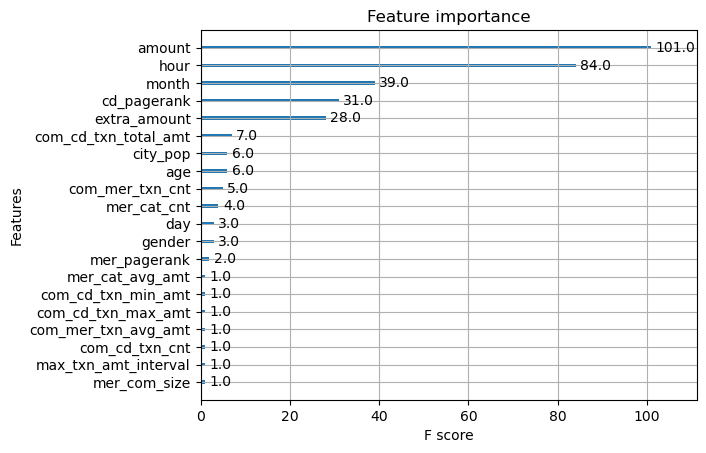 Feature importance
amount 101.0
hour 84.0
month 39.0
cd_pagerank 31.0
extra_amount 28.0
com_cd_txn_total_amt 7.0
city_pop 6.0
age 6.0
com_mer_txn_cnt 5.0
mer_cat_cnt 4.0
day 3.0
gender 3.0
mer_pagerank 2.0
mer_cat_avg_amt 1.0
com_cd_txn_min_amt 1.0
com_cd_txn_max_amt 1.0
com_mer_txn_avg_amt 1.0
com_cd_txn_cnt 1.0
max_txn_amt_interval 1.0
mer_com_size 1.0
Features
0 20 40 60 80 100
F score